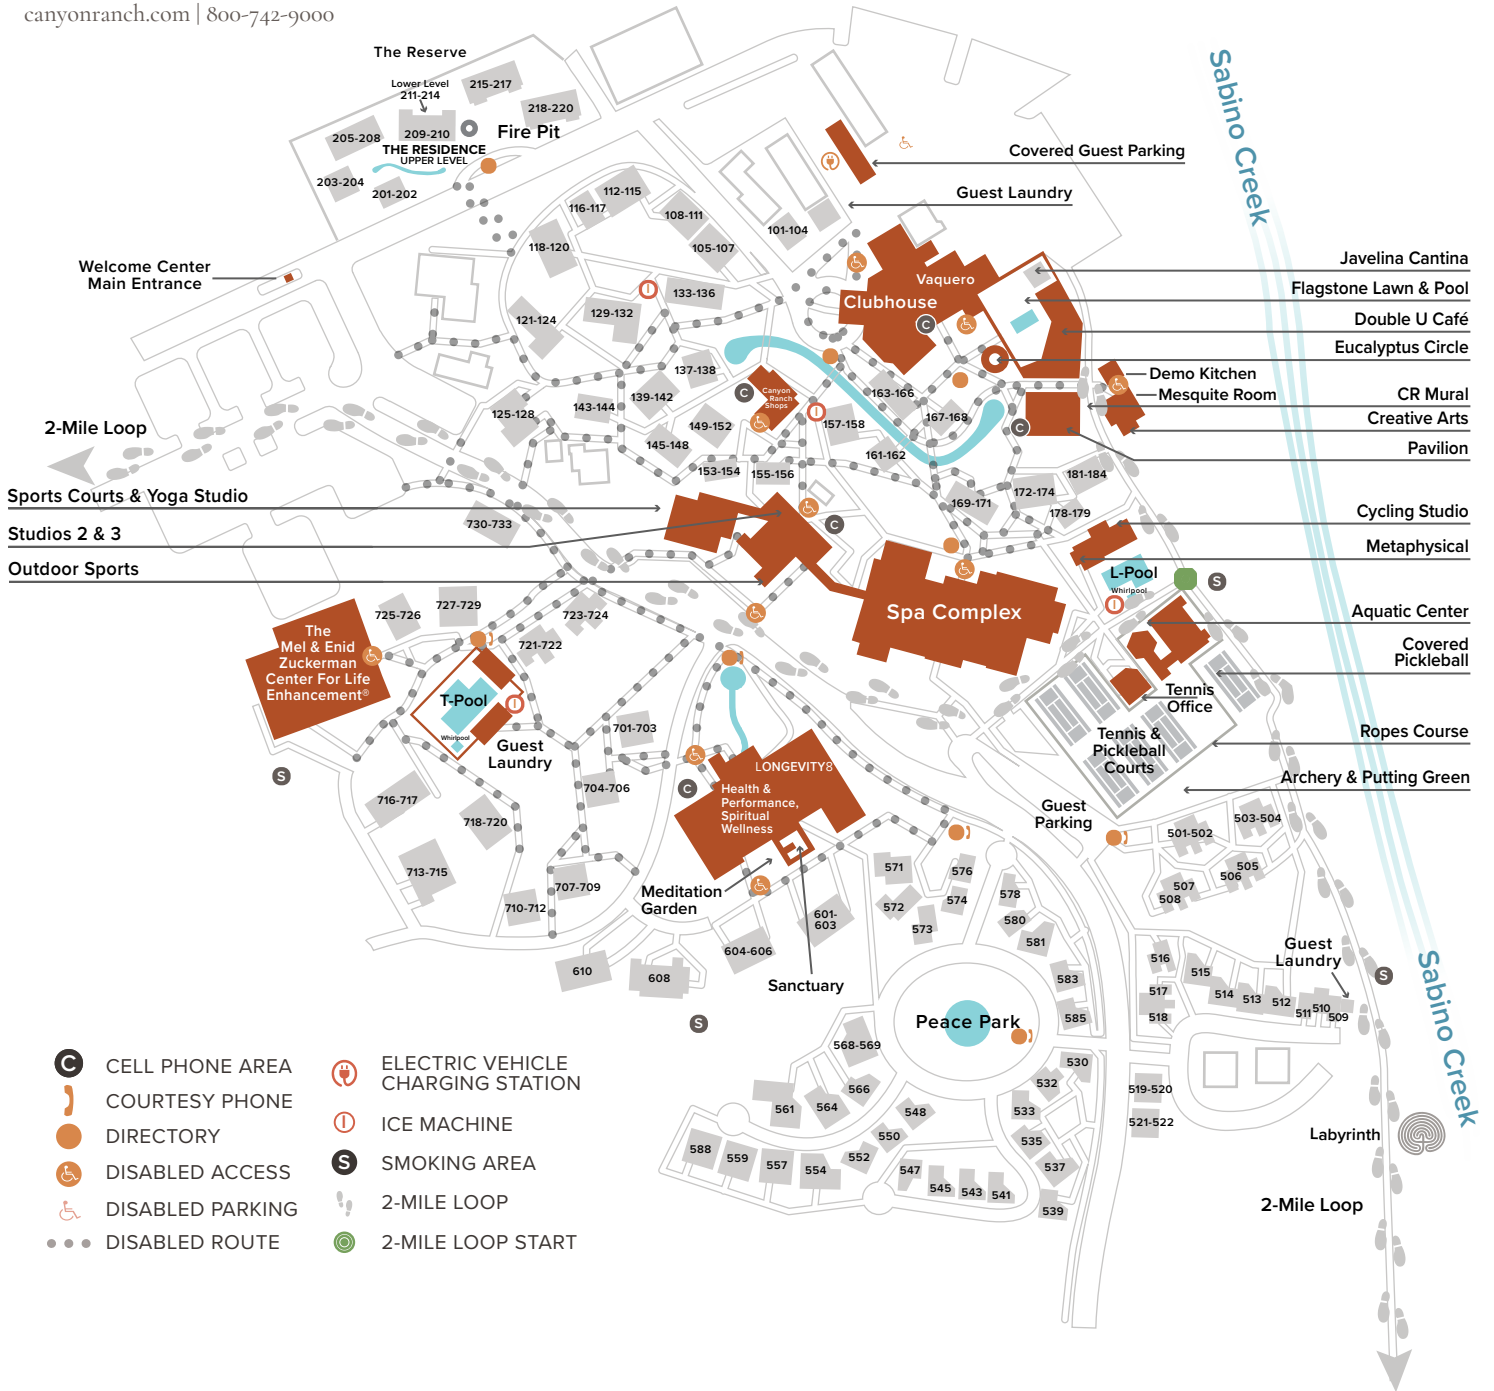 canyonranch.com | 800-742-9000
The Reserve
Lower Level
211-214
215-217
218-220
205-208
209-210
Fire Pit
THE RESIDENCE
UPPER LEVEL
203-204
201-202
Covered Guest Parking
Guest Laundry
Sabino Creek
112-115
116-117
108-111
118-120
105-107
101-104
Welcome Center
Main Entrance
Vaquero
Clubhouse
C
Javelina Cantina
Flagstone Lawn & Pool
Double U Café
Eucalyptus Circle
Demo Kitchen
Mesquite Room
CR Mural
Creative Arts
Pavilion
I
133-136
129-132
121-124
137-138
139-142
143-144
125-128
C
Canyon
Ranch
Shops
I
149-152
145-148
153-154
155-156
157-158
163-166
167-168
161-162
C
181-184
172-174
169-171
178-179
2-Mile Loop
Sports Courts & Yoga Studio
Studios 2 & 3
Outdoor Sports
730-733
C
Cycling Studio
Metaphysical
L-Pool
Whirlpool
I
S
Spa Complex
Aquatic Center
Covered
Pickleball
Tennis
Office
Ropes Course
Tennis &
Pickleball
Courts
Archery & Putting Green
725-726
727-729
723-724
721-722
The
Mel & Enid
Zuckerman
Center For Life
Enhancement®
T-Pool
I
Whirlpool
Guest
Laundry
S
701-703
704-706
C
LONGEVITY8
Health &
Performance,
Spiritual
Wellness
716-717
718-720
713-715
710-712
707-709
Meditation
Garden
Sanctuary
601-
603
604-606
610
608
S
Guest
Parking
501-502
503-504
505
506
507
508
571
572
573
576
574
578
580
581
583
585
516
515
517
518
514
513
512
511
510
509
Guest
Laundry
S
Sabino Creek
Peace Park
568-569
566
564
561
530
532
533
535
537
539
519-520
521-522
548
550
552
547
545
543
541
588
559
557
554
Labyrinth
2-Mile Loop
C CELL PHONE AREA
COURTESY PHONE
DIRECTORY
DISABLED ACCESS
DISABLED PARKING
DISABLED ROUTE
ELECTRIC VEHICLE
CHARGING STATION
I ICE MACHINE
S SMOKING AREA
2-MILE LOOP
2-MILE LOOP START